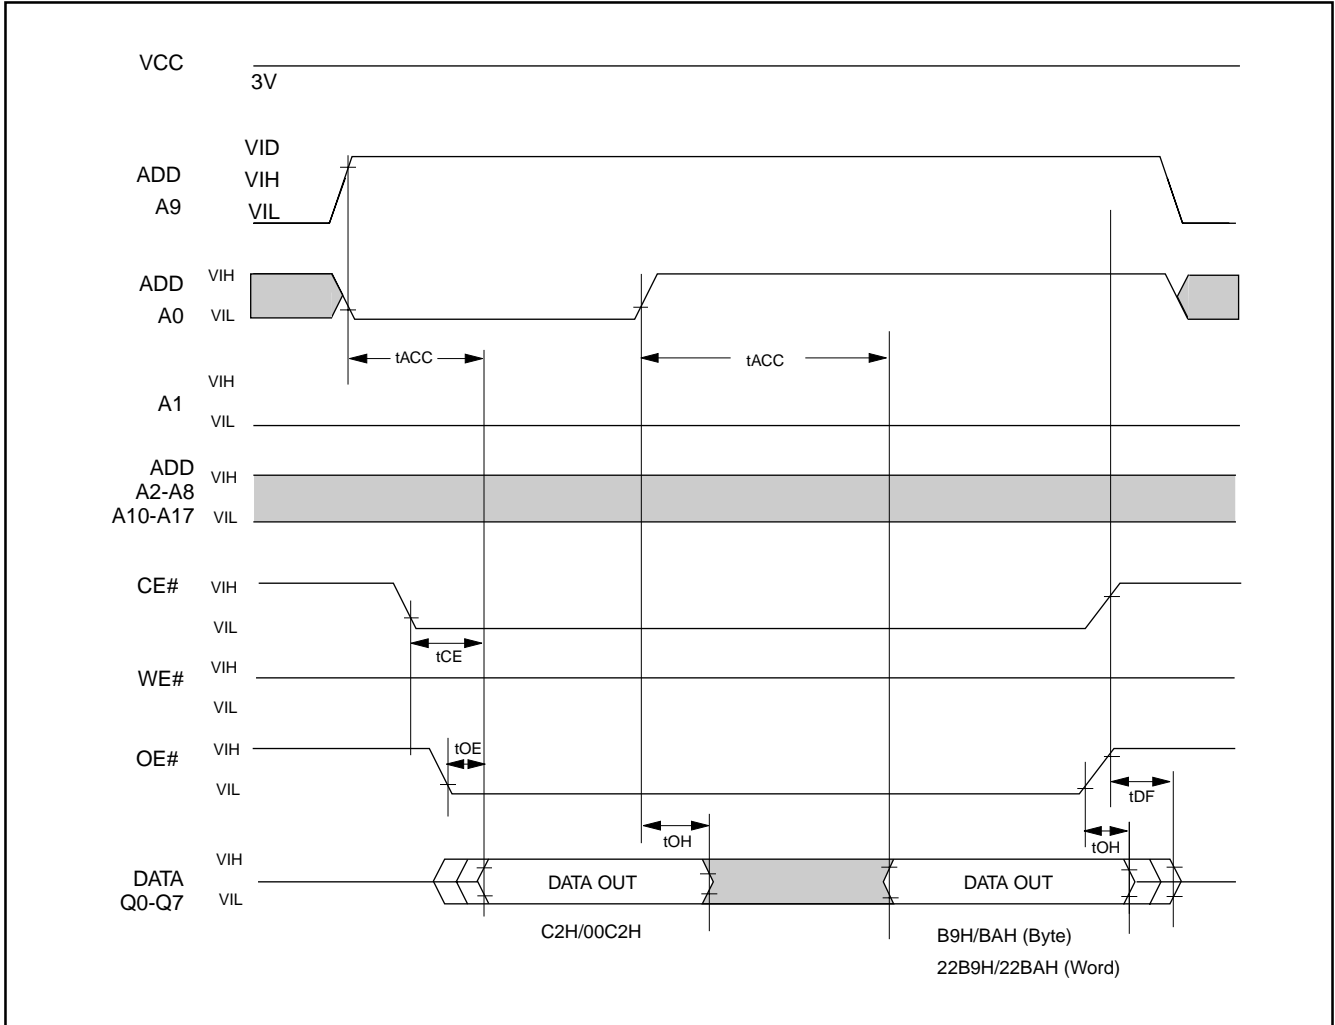 VCC
3V
VID
ADD
VIH
A9
VIL
ADD
VIH
A0
VIL
tACC
tACC
VIH
A1
VIL
ADD
VIH
A2-A8
A10-A17
VIL
CE#
VIH
VIL
tCE
VIH
WE#
VIL
VIH
OE#
tOE
VIL
tDF
tOH
tOH
VIH
DATA
Q0-Q7
VIL
DATA OUT
DATA OUT
C2H/00C2H
B9H/BAH (Byte)
22B9H/22BAH (Word)